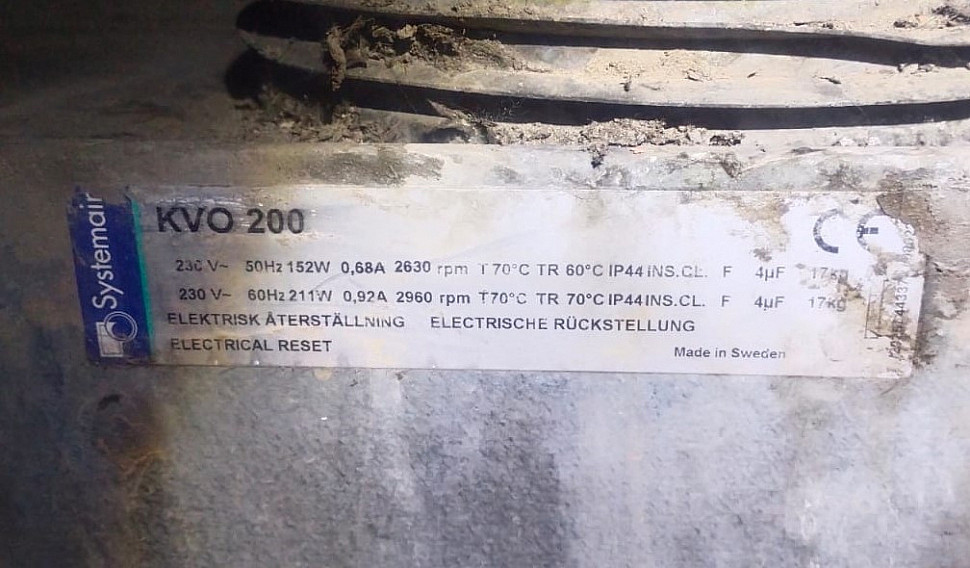 Systemair
KVO 200
CE
230 V~ 50Hz 152W 0,68A 2630 rpm T 70°C TR 60°C IP44 INS.CL. F 4µF 17kg
230 V~ 60Hz 211W 0,92A 2960 rpm T 70°C TR 70°C IP44 INS.CL. F 4µF 17kg
ELEKTRISK ÅTERSTÄLLNING ELECTRISCHE RÜCKSTELLUNG
ELECTRICAL RESET
Made in Sweden